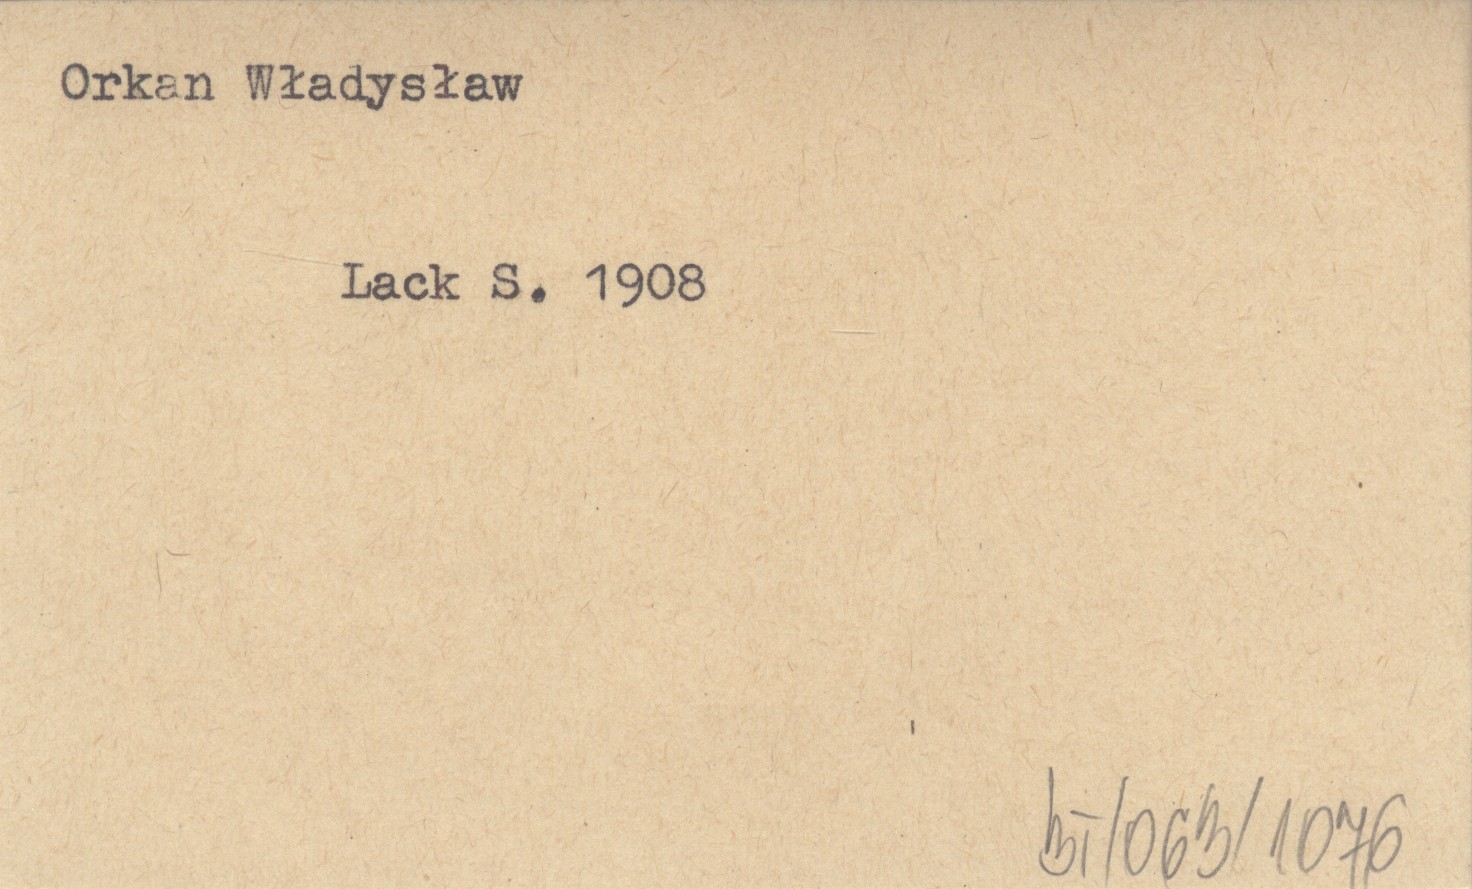 Orkan Władysław
Lack S. 1908
BI/063/1076